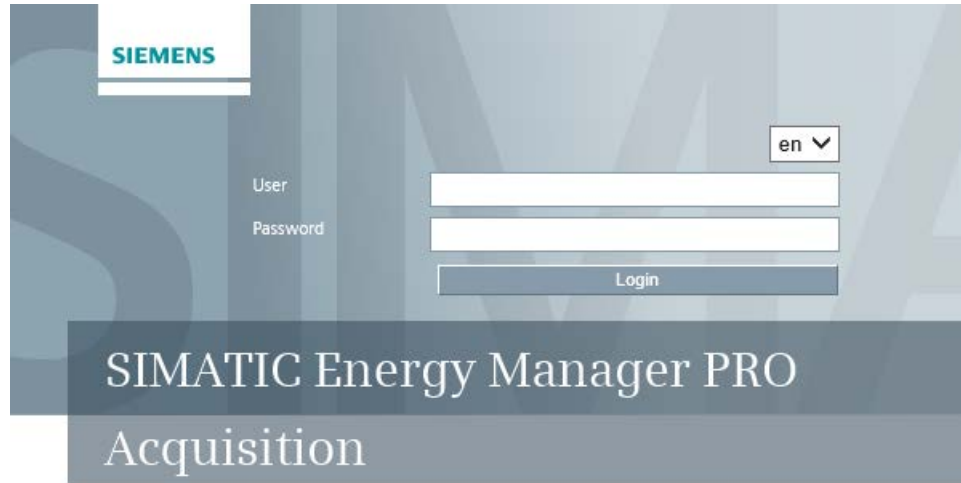 SIEMENS
en
User
Password
Login
SIMATIC Energy Manager PRO
Acquisition